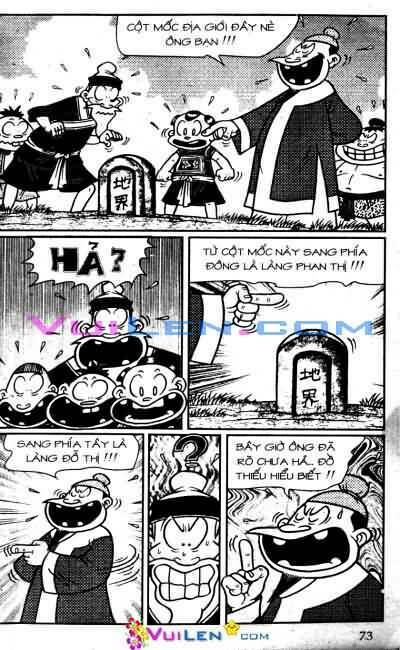 CỘT MỐC ĐỊA GIỚI ĐÂY NÈ
ÔNG BẠN !!!
地界
HẢ?
TỪ CỘT MỐC NÀY SANG PHÍA
ĐÔNG LÀ LÀNG PHAN THỊ !!!
地界
VUILEN.COM
SANG PHÍA TÂY LÀ
LÀNG ĐỖ THỊ !!!
?
BÂY GIỜ ÔNG ĐÃ
RÕ CHƯA HẢ.. ĐỒ
THIẾU HIỂU BIẾT !!
73
VUILEN.COM